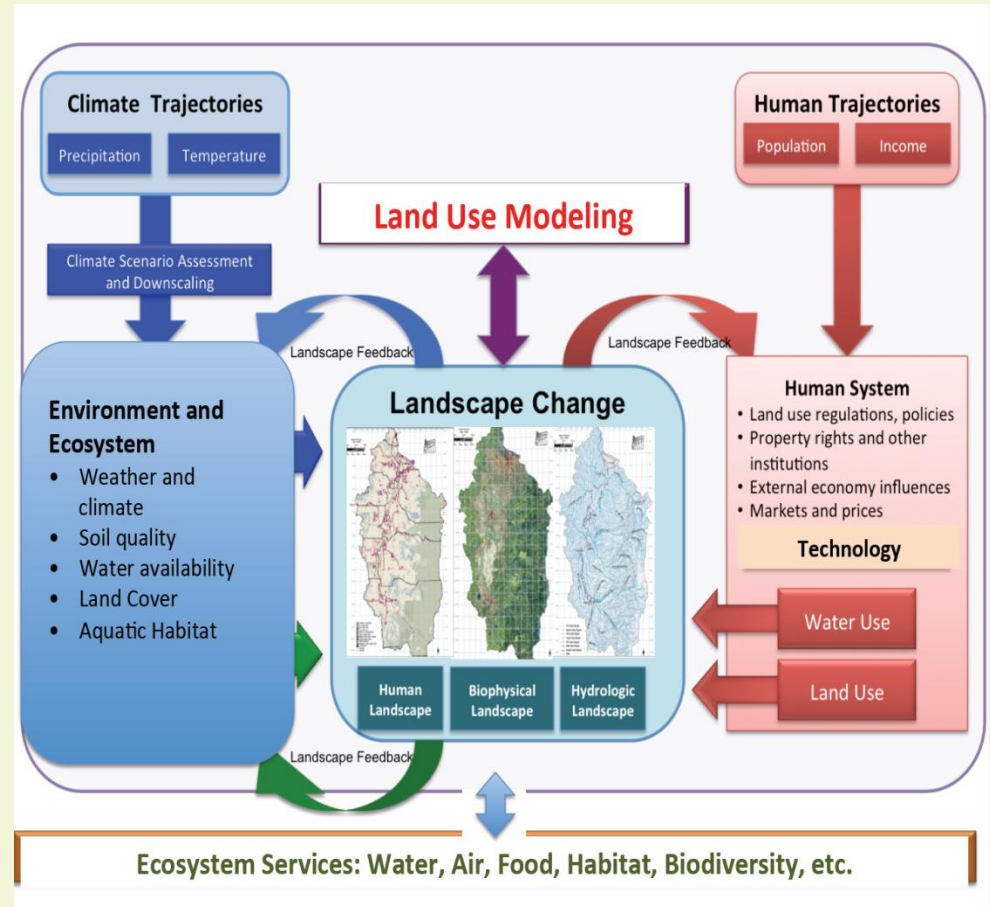 Climate Trajectories
Precipitation
Temperature
Human Trajectories
Population
Income
Land Use Modeling
Climate Scenario Assessment
and Downscaling
Landscape Feedback
Landscape Feedback
Environment and
Ecosystem
• Weather and
climate
• Soil quality
• Water availability
• Land Cover
• Aquatic Habitat
Landscape Change
Human
Landscape
Biophysical
Landscape
Hydrologic
Landscape
Human System
• Land use regulations, policies
• Property rights and other
institutions
• External economy influences
• Markets and prices
Technology
Water Use
Land Use
Landscape Feedback
Ecosystem Services: Water, Air, Food, Habitat, Biodiversity, etc.